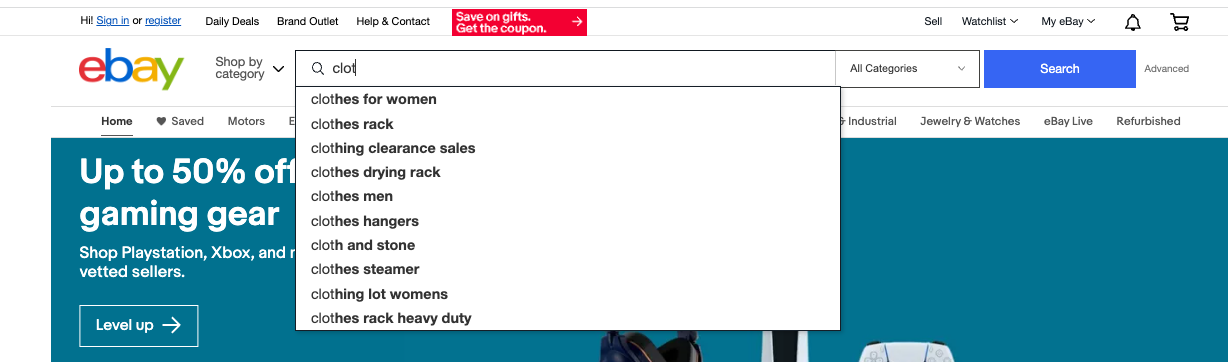 Hi! Sign in or register
Daily Deals
Brand Outlet
Help & Contact
Save on gifts.
Get the coupon.
Sell
Watchlist
My eBay
ebay
Shop by
category
clot
All Categories
Search
Advanced
clothes for women
clothes rack
clothing clearance sales
clothes drying rack
clothes men
clothes hangers
cloth and stone
clothes steamer
clothing lot womens
clothes rack heavy duty
Home
Saved
Motors
E
& Industrial
Jewelry & Watches
eBay Live
Refurbished
Up to 50% off
gaming gear
Shop Playstation, Xbox, and
vetted sellers.
Level up